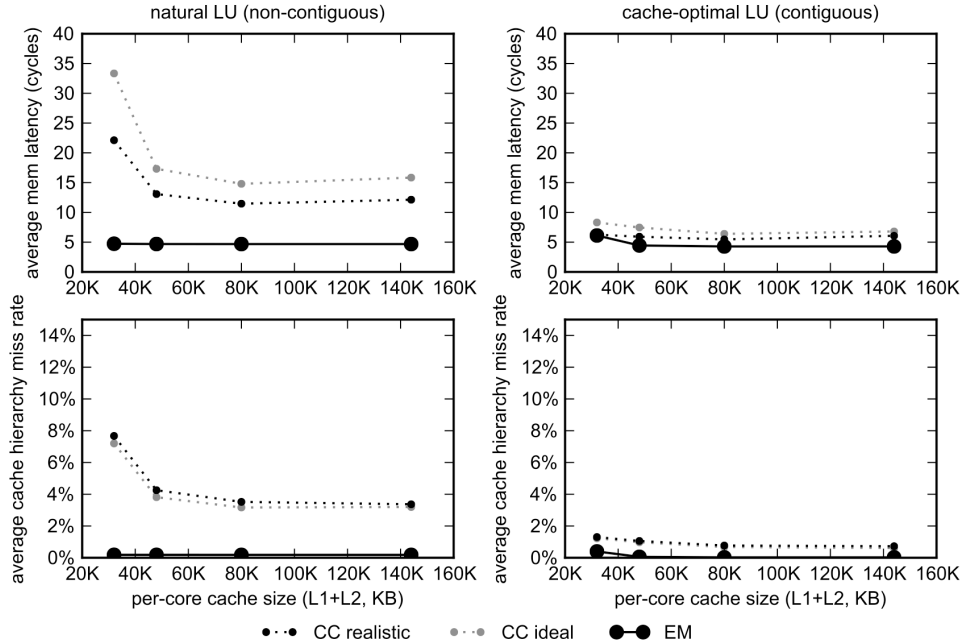 natural LU (non-contiguous)
cache-optimal LU (contiguous)
average mem latency (cycles)
40
35
30
25
20
15
10
5
0
20K 40K 60K 80K 100K 120K 140K 160K
average mem latency (cycles)
40
35
30
25
20
15
10
5
0
20K 40K 60K 80K 100K 120K 140K 160K
average cache hierarchy miss rate
14%
12%
10%
8%
6%
4%
2%
0%
20K 40K 60K 80K 100K 120K 140K 160K
per-core cache size (L1+L2, KB)
average cache hierarchy miss rate
14%
12%
10%
8%
6%
4%
2%
0%
20K 40K 60K 80K 100K 120K 140K 160K
per-core cache size (L1+L2, KB)
CC realistic CC ideal EM